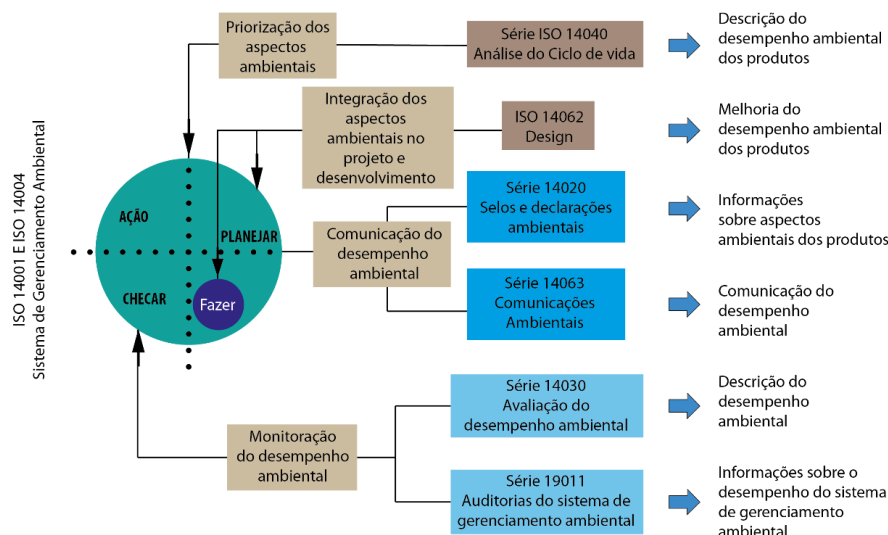 ISO 14001 E ISO 14004
Sistema de Gerenciamento Ambiental
Priorização dos
aspectos
ambientais
Série ISO 14040
Análise do Ciclo de vida
Descrição do
desempenho ambiental
dos produtos
Integração dos
aspectos
ambientais no
projeto e
desenvolvimento
ISO 14062
Design
Melhoria do
desempenho ambiental
dos produtos
AÇÃO
PLANEJAR
CHECAR
Fazer
Comunicação do
desempenho
ambiental
Série 14020
Selos e declarações
ambientais
Informações
sobre aspectos
ambientais dos produtos
Série 14063
Comunicações
Ambientais
Comunicação do
desempenho
ambiental
Monitoração
do desempenho
ambiental
Série 14030
Avaliação do
desempenho ambiental
Descrição do
desempenho
ambiental
Série 19011
Auditorias do sistema de
gerenciamento ambiental
Informações sobre o
desempenho do sistema
de gerenciamento
ambiental